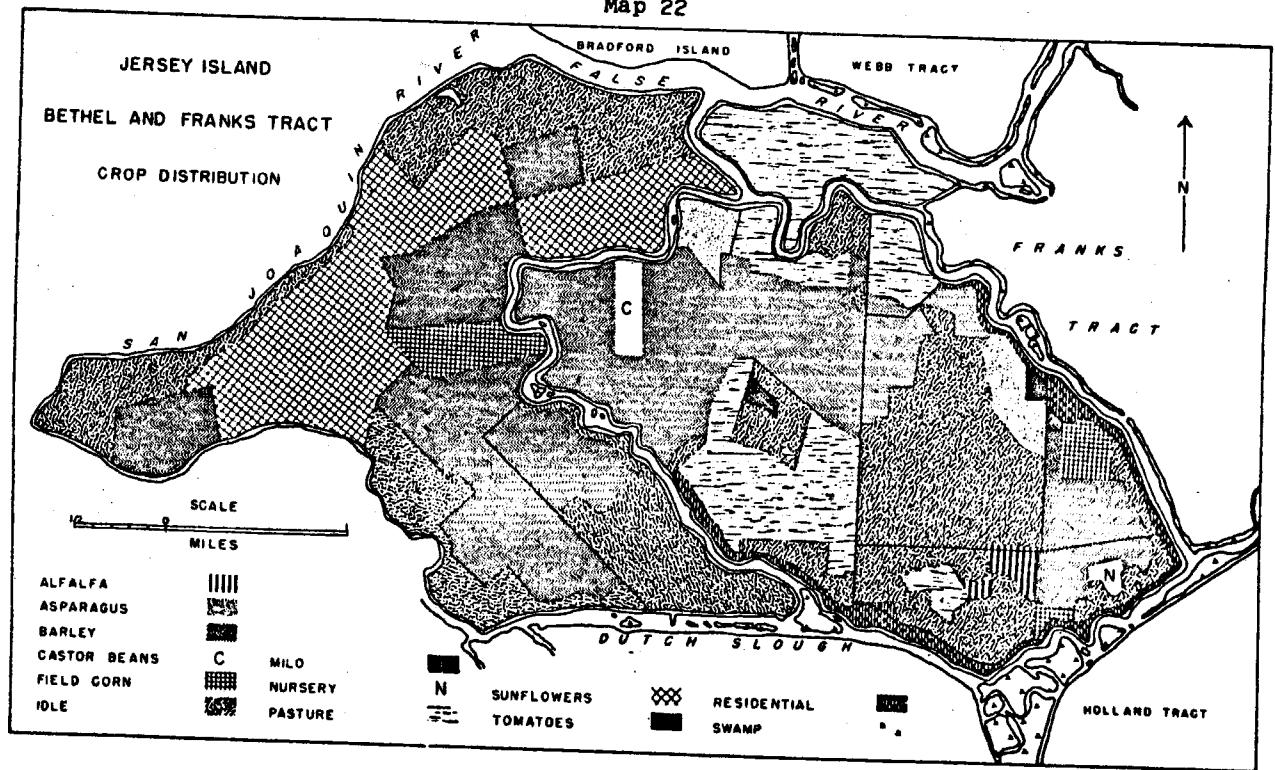 Map 22
JERSEY ISLAND
BETHEL AND FRANKS TRACT
CROP DISTRIBUTION
BRADFORD ISLAND
WEBB TRACT
FALSE RIVER
SAN JOAQUIN RIVER
N
FRANKS
TRACT
C
N
SCALE
MILES
DUTCH SLOUGH
HOLLAND TRACT
ALFALFA
ASPARAGUS
BARLEY
CASTOR BEANS C
FIELD CORN
IDLE
MILO
NURSERY N
PASTURE
SUNFLOWERS
TOMATOES
RESIDENTIAL
SWAMP